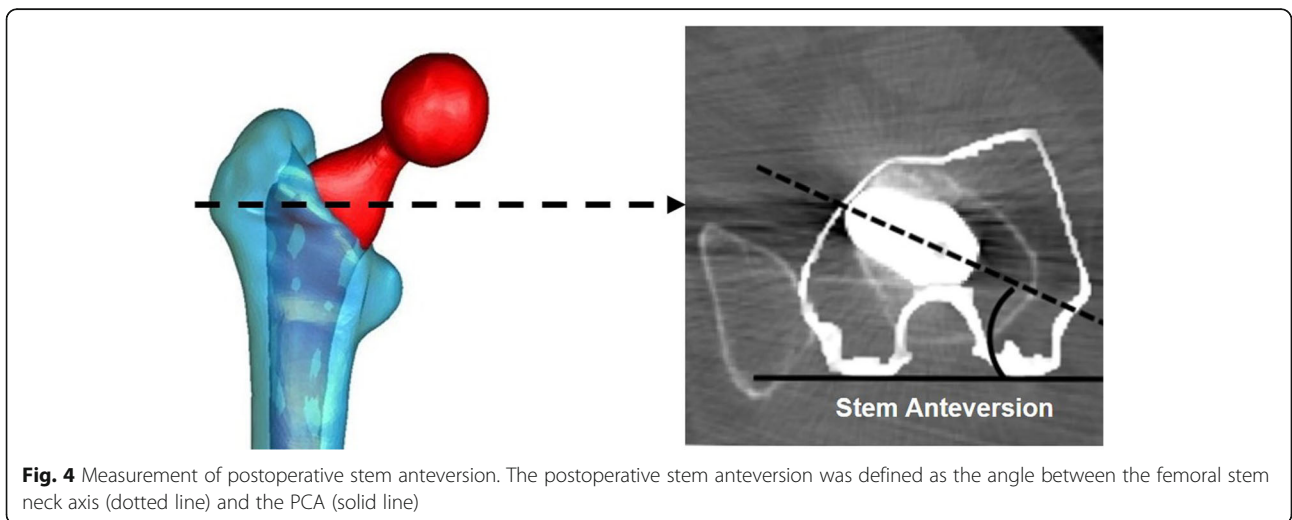 Stem Anteversion
Fig. 4 Measurement of postoperative stem anteversion. The postoperative stem anteversion was defined as the angle between the femoral stem
neck axis (dotted line) and the PCA (solid line)